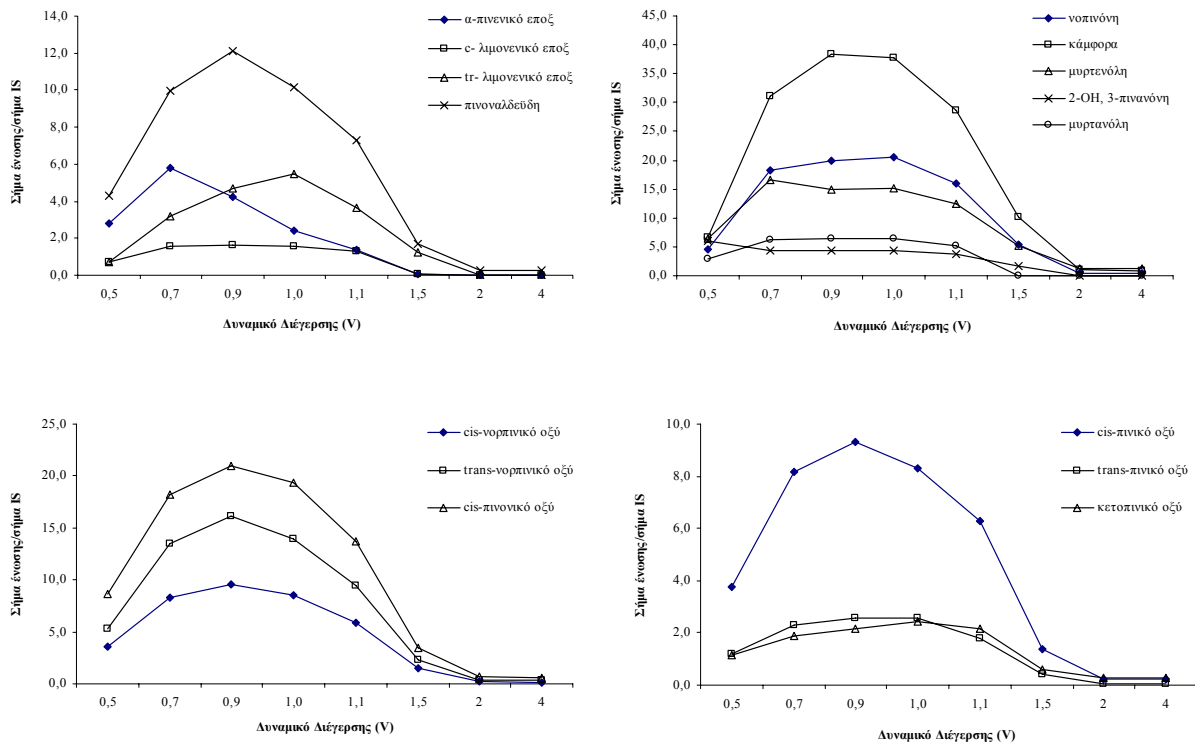 14,0
12,0
10,0
8,0
6,0
4,0
2,0
0,0
Σήμα ένωσης/σήμα IS
α-πινενικό εποξ
c- λιμονενικό εποξ
tr- λιμονενικό εποξ
πινοναλδεΰδη
0,5 0,7 0,9 1,0 1,1 1,5 2 4
Δυναμικό Διέγερσης (V)
45,0
40,0
35,0
30,0
25,0
20,0
15,0
10,0
5,0
0,0
Σήμα ένωσης/σήμα IS
νοπινόνη
κάμφορα
μυρτενόλη
2-ΟΗ, 3-πινανόνη
μυρτανόλη
0,5 0,7 0,9 1,0 1,1 1,5 2 4
Δυναμικό Διέγερσης (V)
25,0
20,0
15,0
10,0
5,0
0,0
Σήμα ένωσης/σήμα IS
cis-νορπινικό οξύ
trans-νορπινικό οξύ
cis-πινονικό οξύ
0,5 0,7 0,9 1,0 1,1 1,5 2 4
Δυναμικό Διέγερσης (V)
10,0
8,0
6,0
4,0
2,0
0,0
Σήμα ένωσης/σήμα IS
cis-πινικό οξύ
trans-πινικό οξύ
κετοπινικό οξύ
0,5 0,7 0,9 1,0 1,1 1,5 2 4
Δυναμικό Διέγερσης (V)